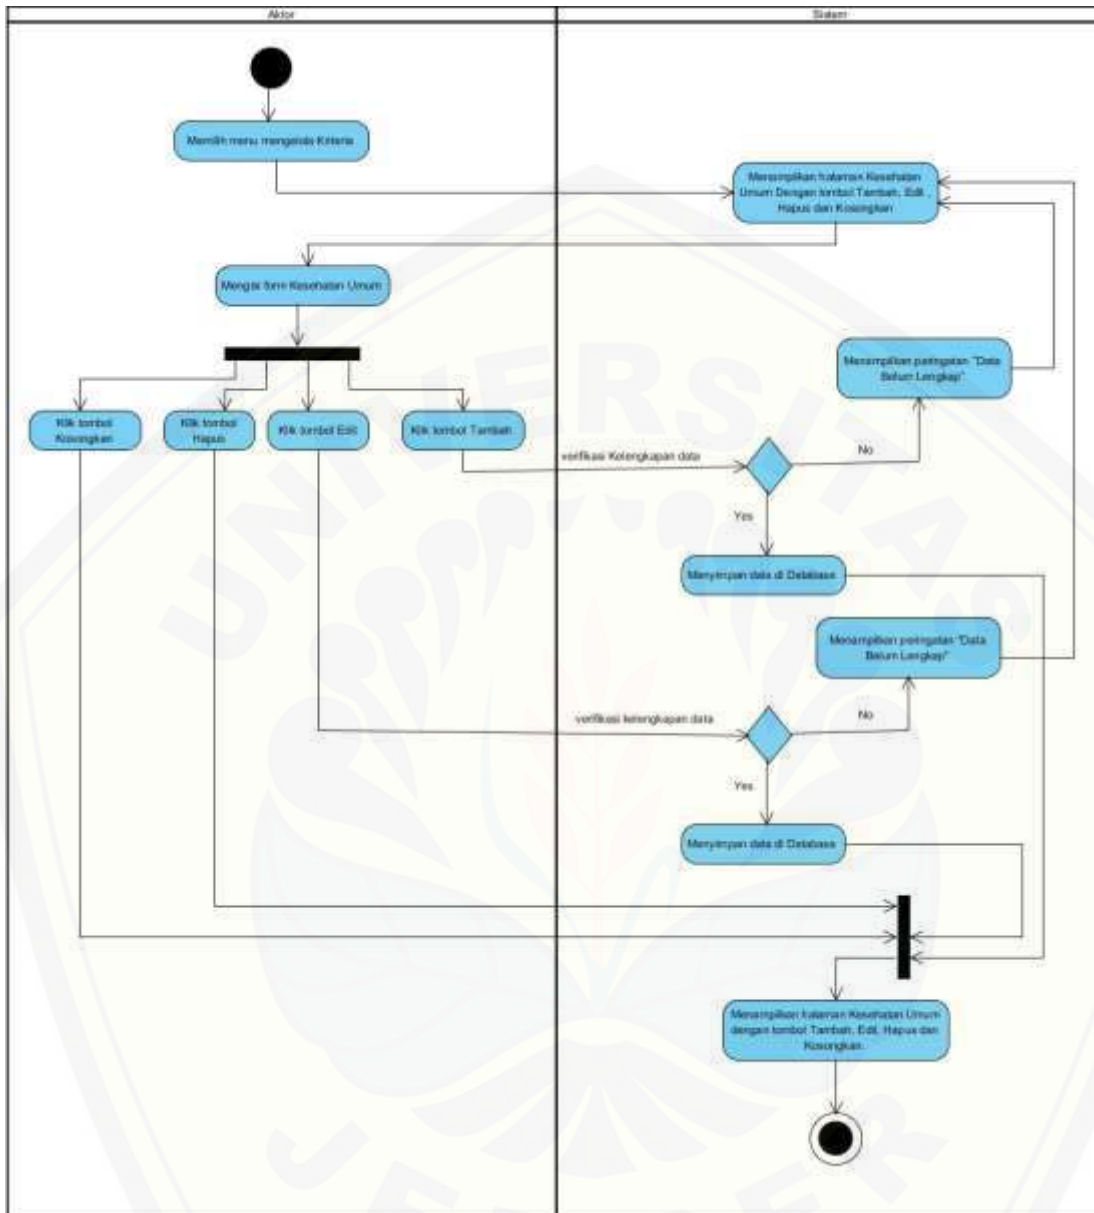 Aktor
Sistem
Memilih menu mengelola Kriteria
Menampilkan halaman Kesehatan
Umum Dengan tombol Tambah, Edit ,
Hapus dan Kosongkan
Mengisi form Kesehatan Umum
Menampilkan peringatan "Data
Belum Lengkap"
Klik tombol
Kosongkan
Klik tombol
Hapus
Klik tombol Edit
Klik tombol Tambah
verifikasi Kelengkapan data
No
Yes
Menyimpan data di Database
Menampilkan peringatan "Data
Belum Lengkap"
verifikasi kelengkapan data
No
Yes
Menyimpan data di Database
Menampilkan halaman Kesehatan Umum
dengan tombol Tambah, Edit, Hapus dan
Kosongkan.
UNIVERSITAS
JEMBER